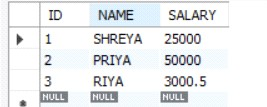 ID NAME SALARY
1 SHREYA 25000
2 PRIYA 50000
3 RIYA 3000.5
NULL NULL NULL